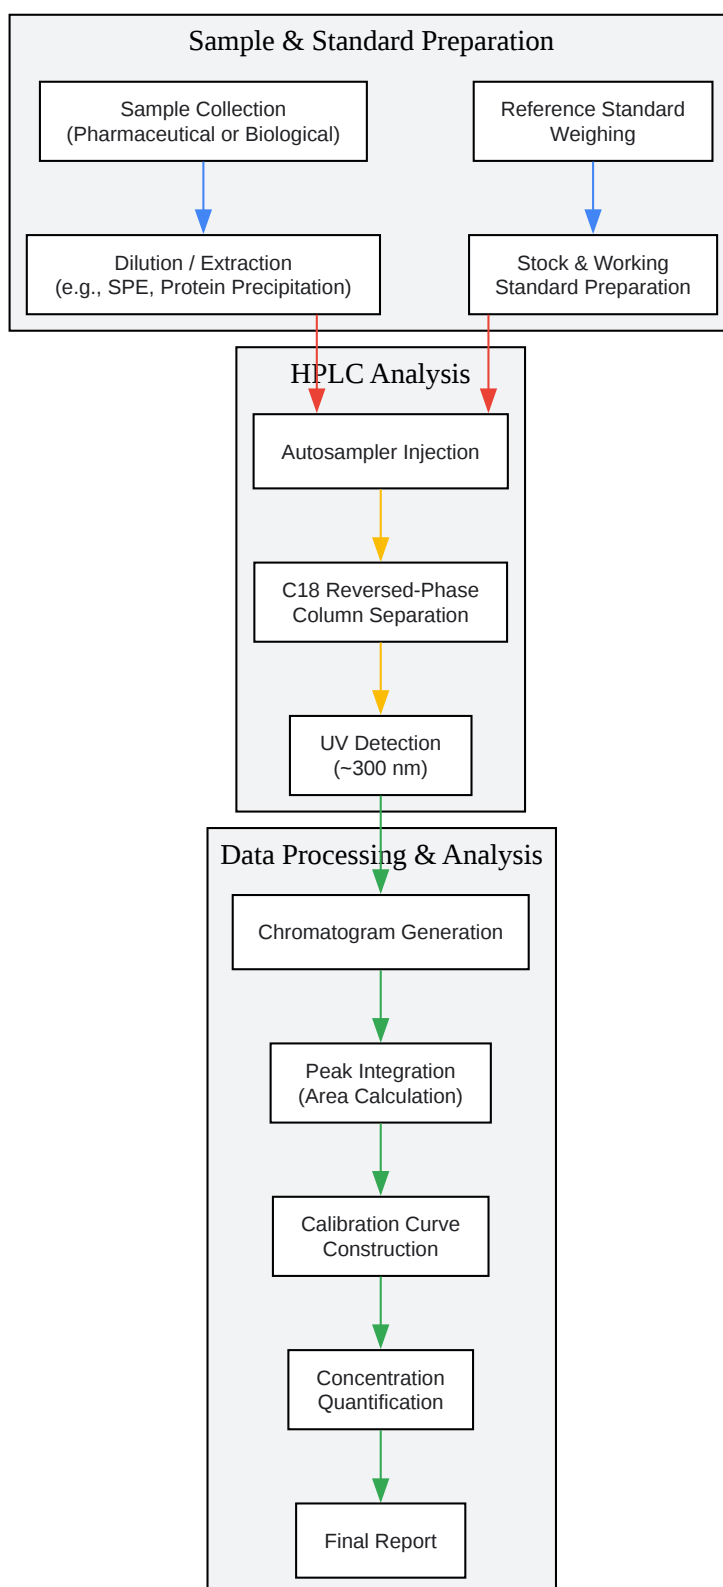 Sample & Standard Preparation
Sample Collection
(Pharmaceutical or Biological)
Reference Standard
Weighing
Dilution / Extraction
(e.g., SPE, Protein Precipitation)
Stock & Working
Standard Preparation
HPLC Analysis
Autosampler Injection
C18 Reversed-Phase
Column Separation
UV Detection
(~300 nm)
Data Processing & Analysis
Chromatogram Generation
Peak Integration
(Area Calculation)
Calibration Curve
Construction
Concentration
Quantification
Final Report